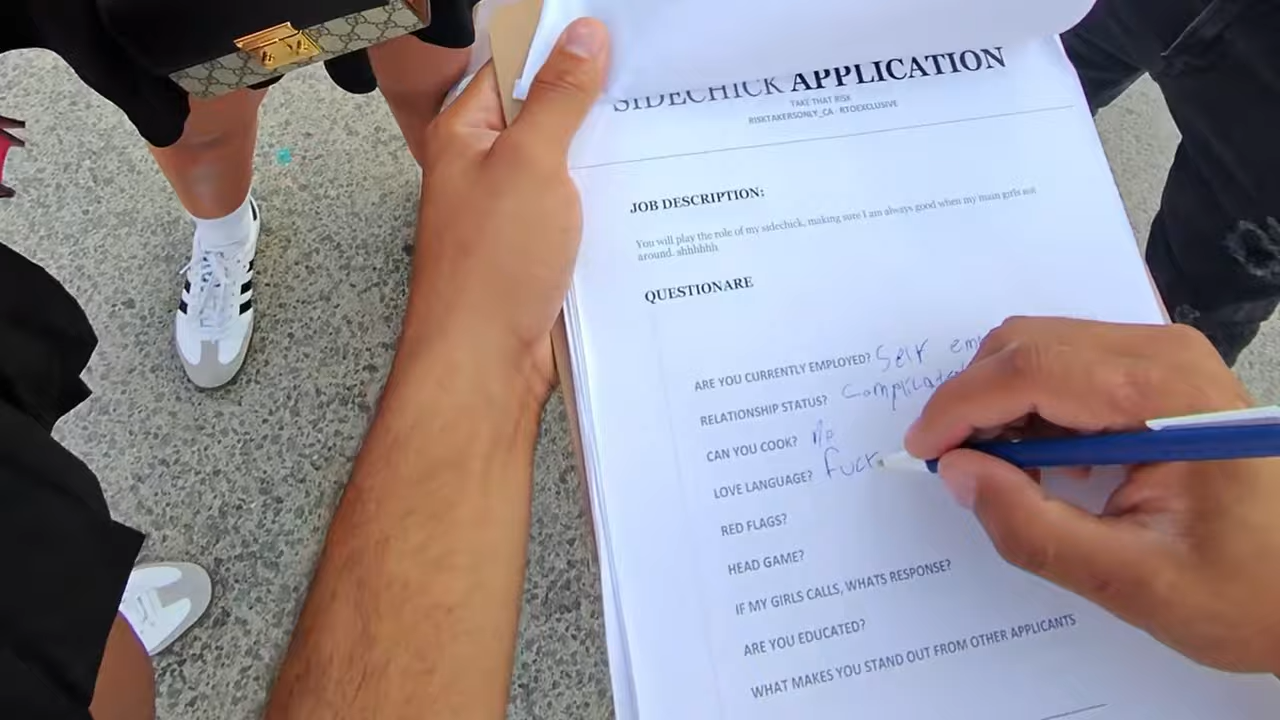 SIDECHICK APPLICATION
TAKE THAT RISK
RISKTAKERSONLY_CA - RTOEXCLUSIVE
JOB DESCRIPTION:
You will play the role of my sidechick, making sure I am always good when my main girls not
around. shhhhhh
QUESTIONARE
ARE YOU CURRENTLY EMPLOYED? Self em
RELATIONSHIP STATUS? Complicated
CAN YOU COOK? No
LOVE LANGUAGE? Fuck
RED FLAGS?
HEAD GAME?
IF MY GIRLS CALLS, WHATS RESPONSE?
ARE YOU EDUCATED?
WHAT MAKES YOU STAND OUT FROM OTHER APPLICANTS